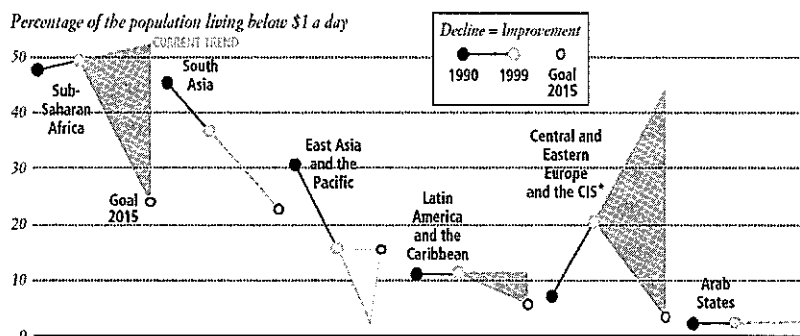 Percentage of the population living below $1 a day
Decline = Improvement
1990
1999
Goal
2015
50
40
30
20
10
0
CURRENT TREND
Sub-
Saharan
Africa
Goal
2015
South
Asia
East Asia
and the
Pacific
Latin
America
and the
Caribbean
Central and
Eastern
Europe
and the CIS*
Arab
States